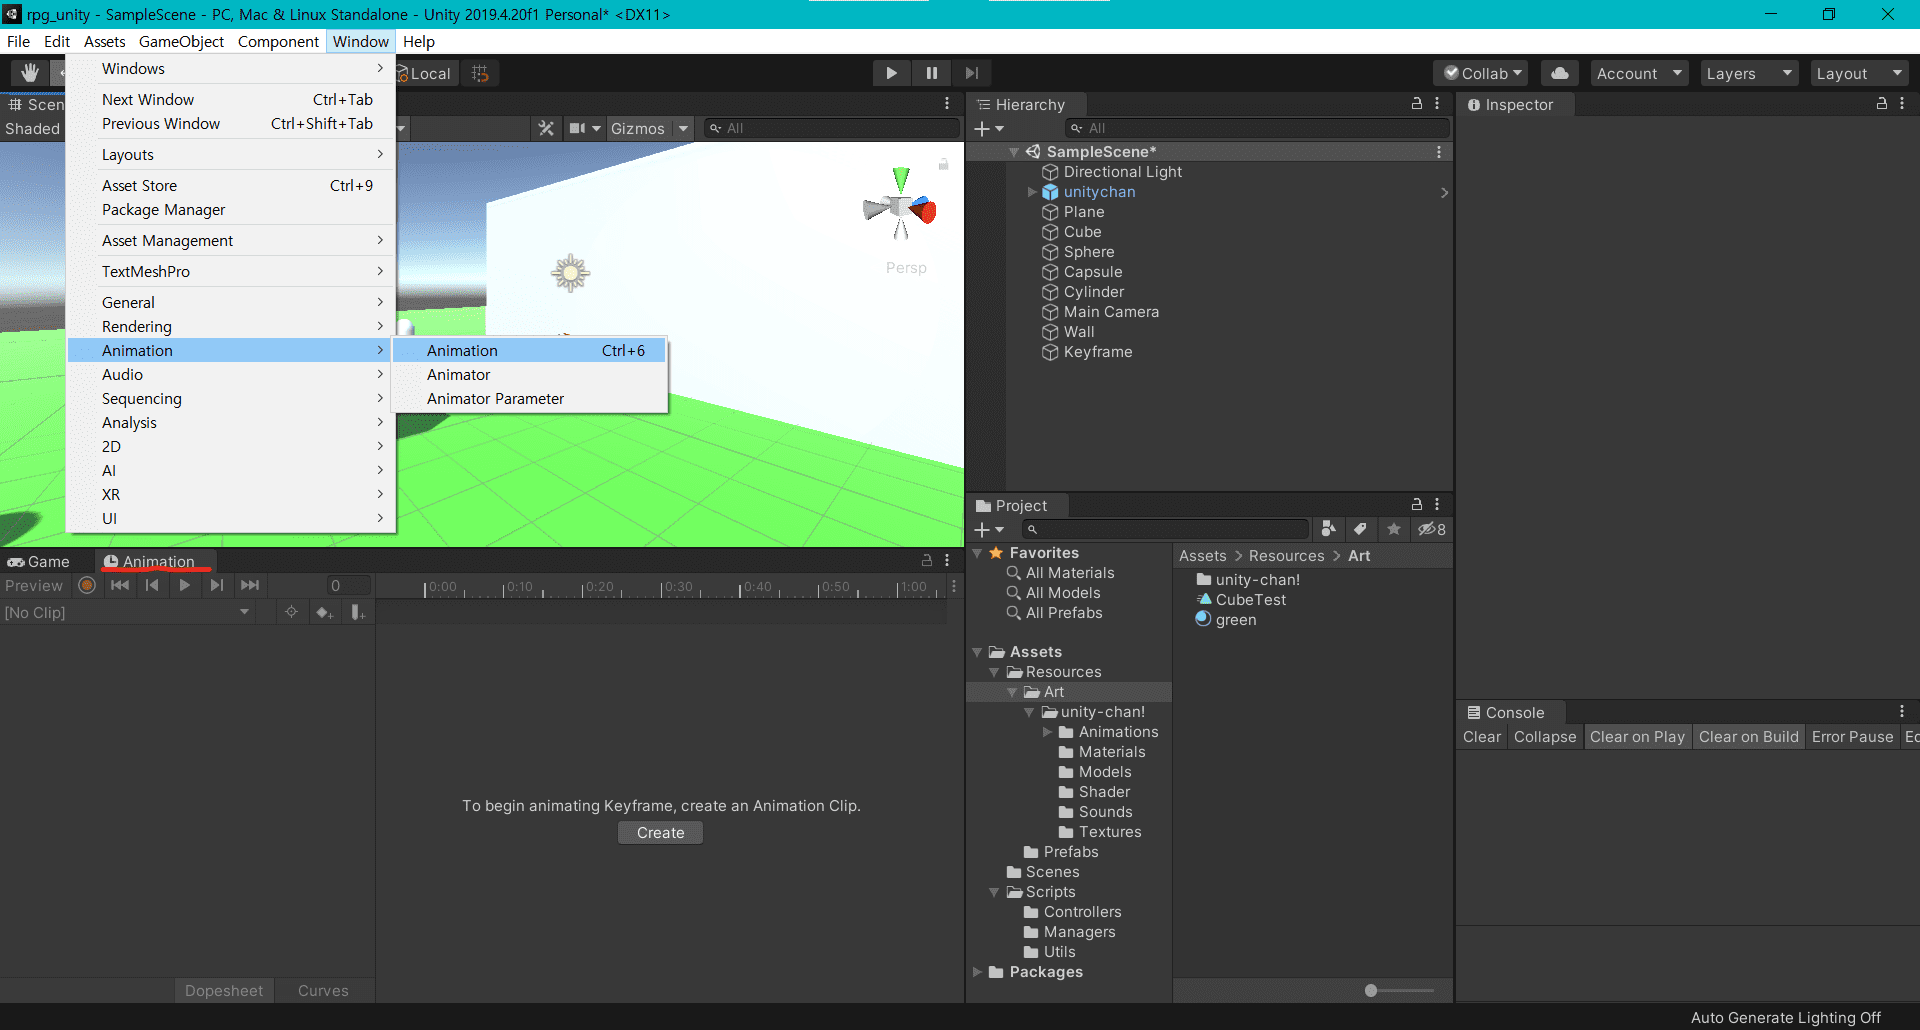 rpg_unity - SampleScene - PC, Mac & Linux Standalone - Unity 2019.4.20f1 Personal* <DX11>
File Edit Assets GameObject Component Window Help
Local
Collab Account Layers Layout
Windows
Next Window Ctrl+Tab
Previous Window Ctrl+Shift+Tab
Layouts
Asset Store Ctrl+9
Package Manager
Asset Management
TextMeshPro
General
Rendering
Animation
Audio
Sequencing
Analysis
2D
AI
XR
UI
Animation Ctrl+6
Animator
Animator Parameter
Scen
Shaded
Gizmos All
Persp
Hierarchy
All
SampleScene*
Directional Light
unitychan
Plane
Cube
Sphere
Capsule
Cylinder
Main Camera
Wall
Keyframe
Inspector
Game Animation
Preview 0 0:00 0:10 0:20 0:30 0:40 0:50 1:00
[No Clip]
To begin animating Keyframe, create an Animation Clip.
Create
Dopesheet Curves
Project
8
Favorites
All Materials
All Models
All Prefabs
Assets
Resources
Art
unity-chan!
Animations
Materials
Models
Shader
Sounds
Textures
Prefabs
Scenes
Scripts
Controllers
Managers
Utils
Packages
Assets > Resources > Art
unity-chan!
CubeTest
green
Console
Clear Collapse Clear on Play Clear on Build Error Pause Ec
Auto Generate Lighting Off